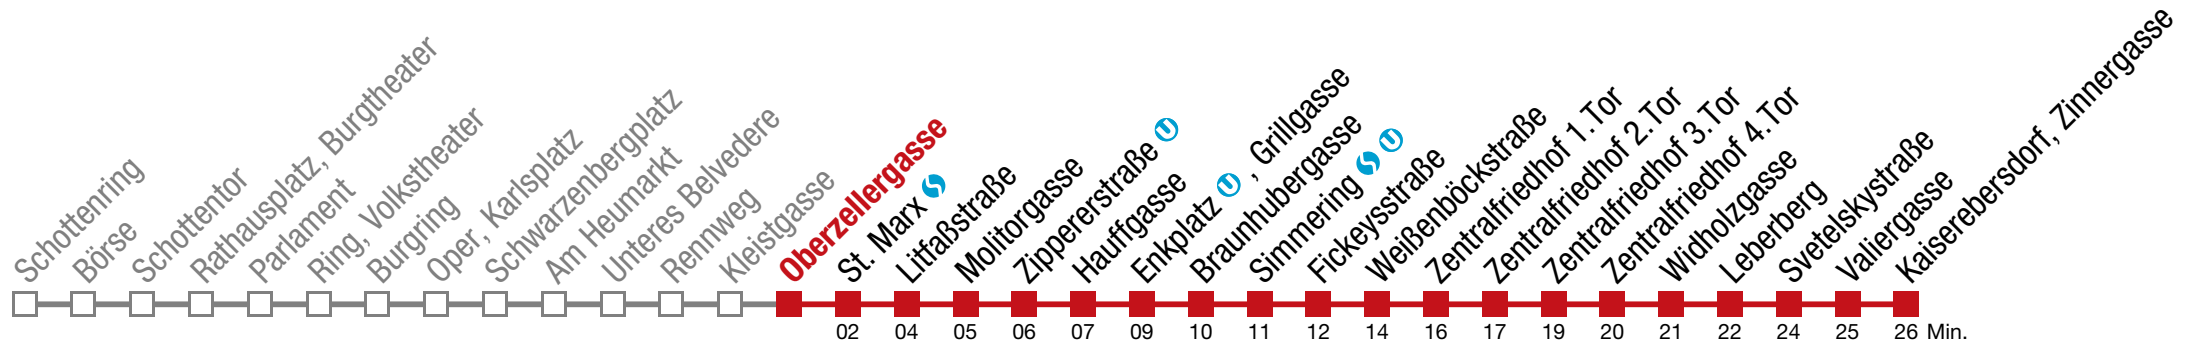 Schottenring
Börse
Schottentor
Rathausplatz, Burgtheater
Parlament
Ring, Volkstheater
Burgring
Oper, Karlsplatz
Schwarzenbergplatz
Am Heumarkt
Unteres Belvedere
Rennweg
Kleistgasse
Oberzellergasse
St. Marx S
Litfaßstraße
Molitorgasse
Zippererstraße U
Hauffgasse
Enkplatz U , Grillgasse
Braunhubergasse
Simmering S U
Fickeysstraße
Weißenböckstraße
Zentralfriedhof 1.Tor
Zentralfriedhof 2.Tor
Zentralfriedhof 3.Tor
Zentralfriedhof 4.Tor
Widholzgasse
Leberberg
Svetelskystraße
Valiergasse
Kaiserebersdorf, Zinnergasse
02 04 05 06 07 09 10 11 12 14 16 17 19 20 21 22 24 25 26 Min.